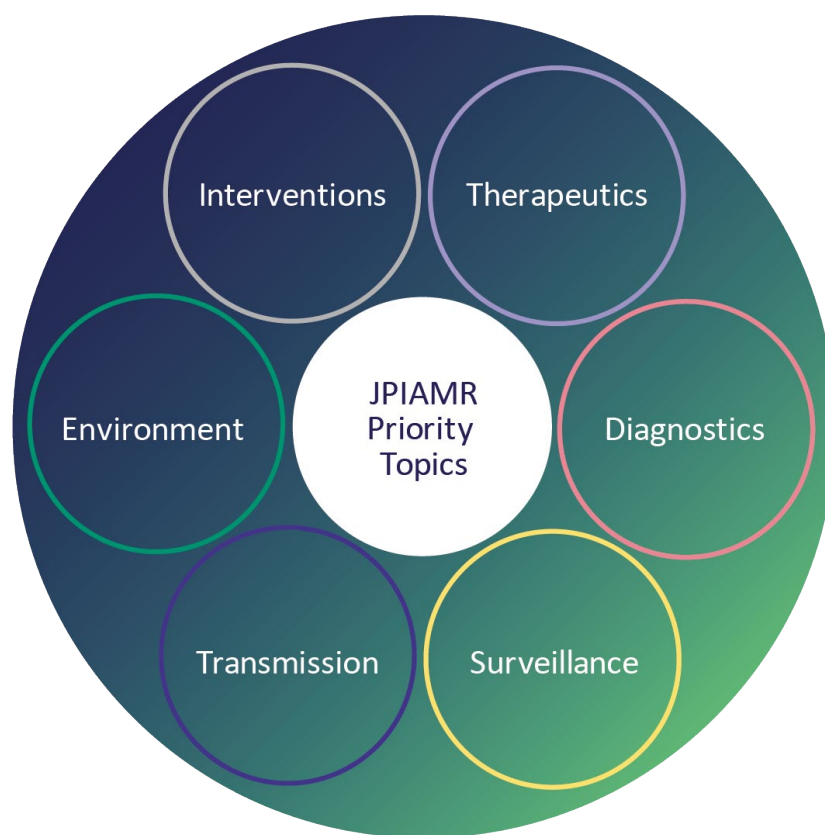 Interventions
Therapeutics
Environment
JPIAMR
Priority
Topics
Diagnostics
Transmission
Surveillance